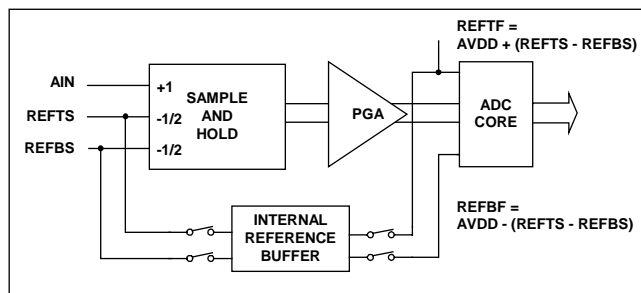 REFTF =
AVDD + (REFTS - REFBS)
AIN
+1
SAMPLE
AND
HOLD
REFTS
-1/2
REFBS
-1/2
PGA
ADC
CORE
INTERNAL
REFERENCE
BUFFER
REFBF =
AVDD - (REFTS - REFBS)